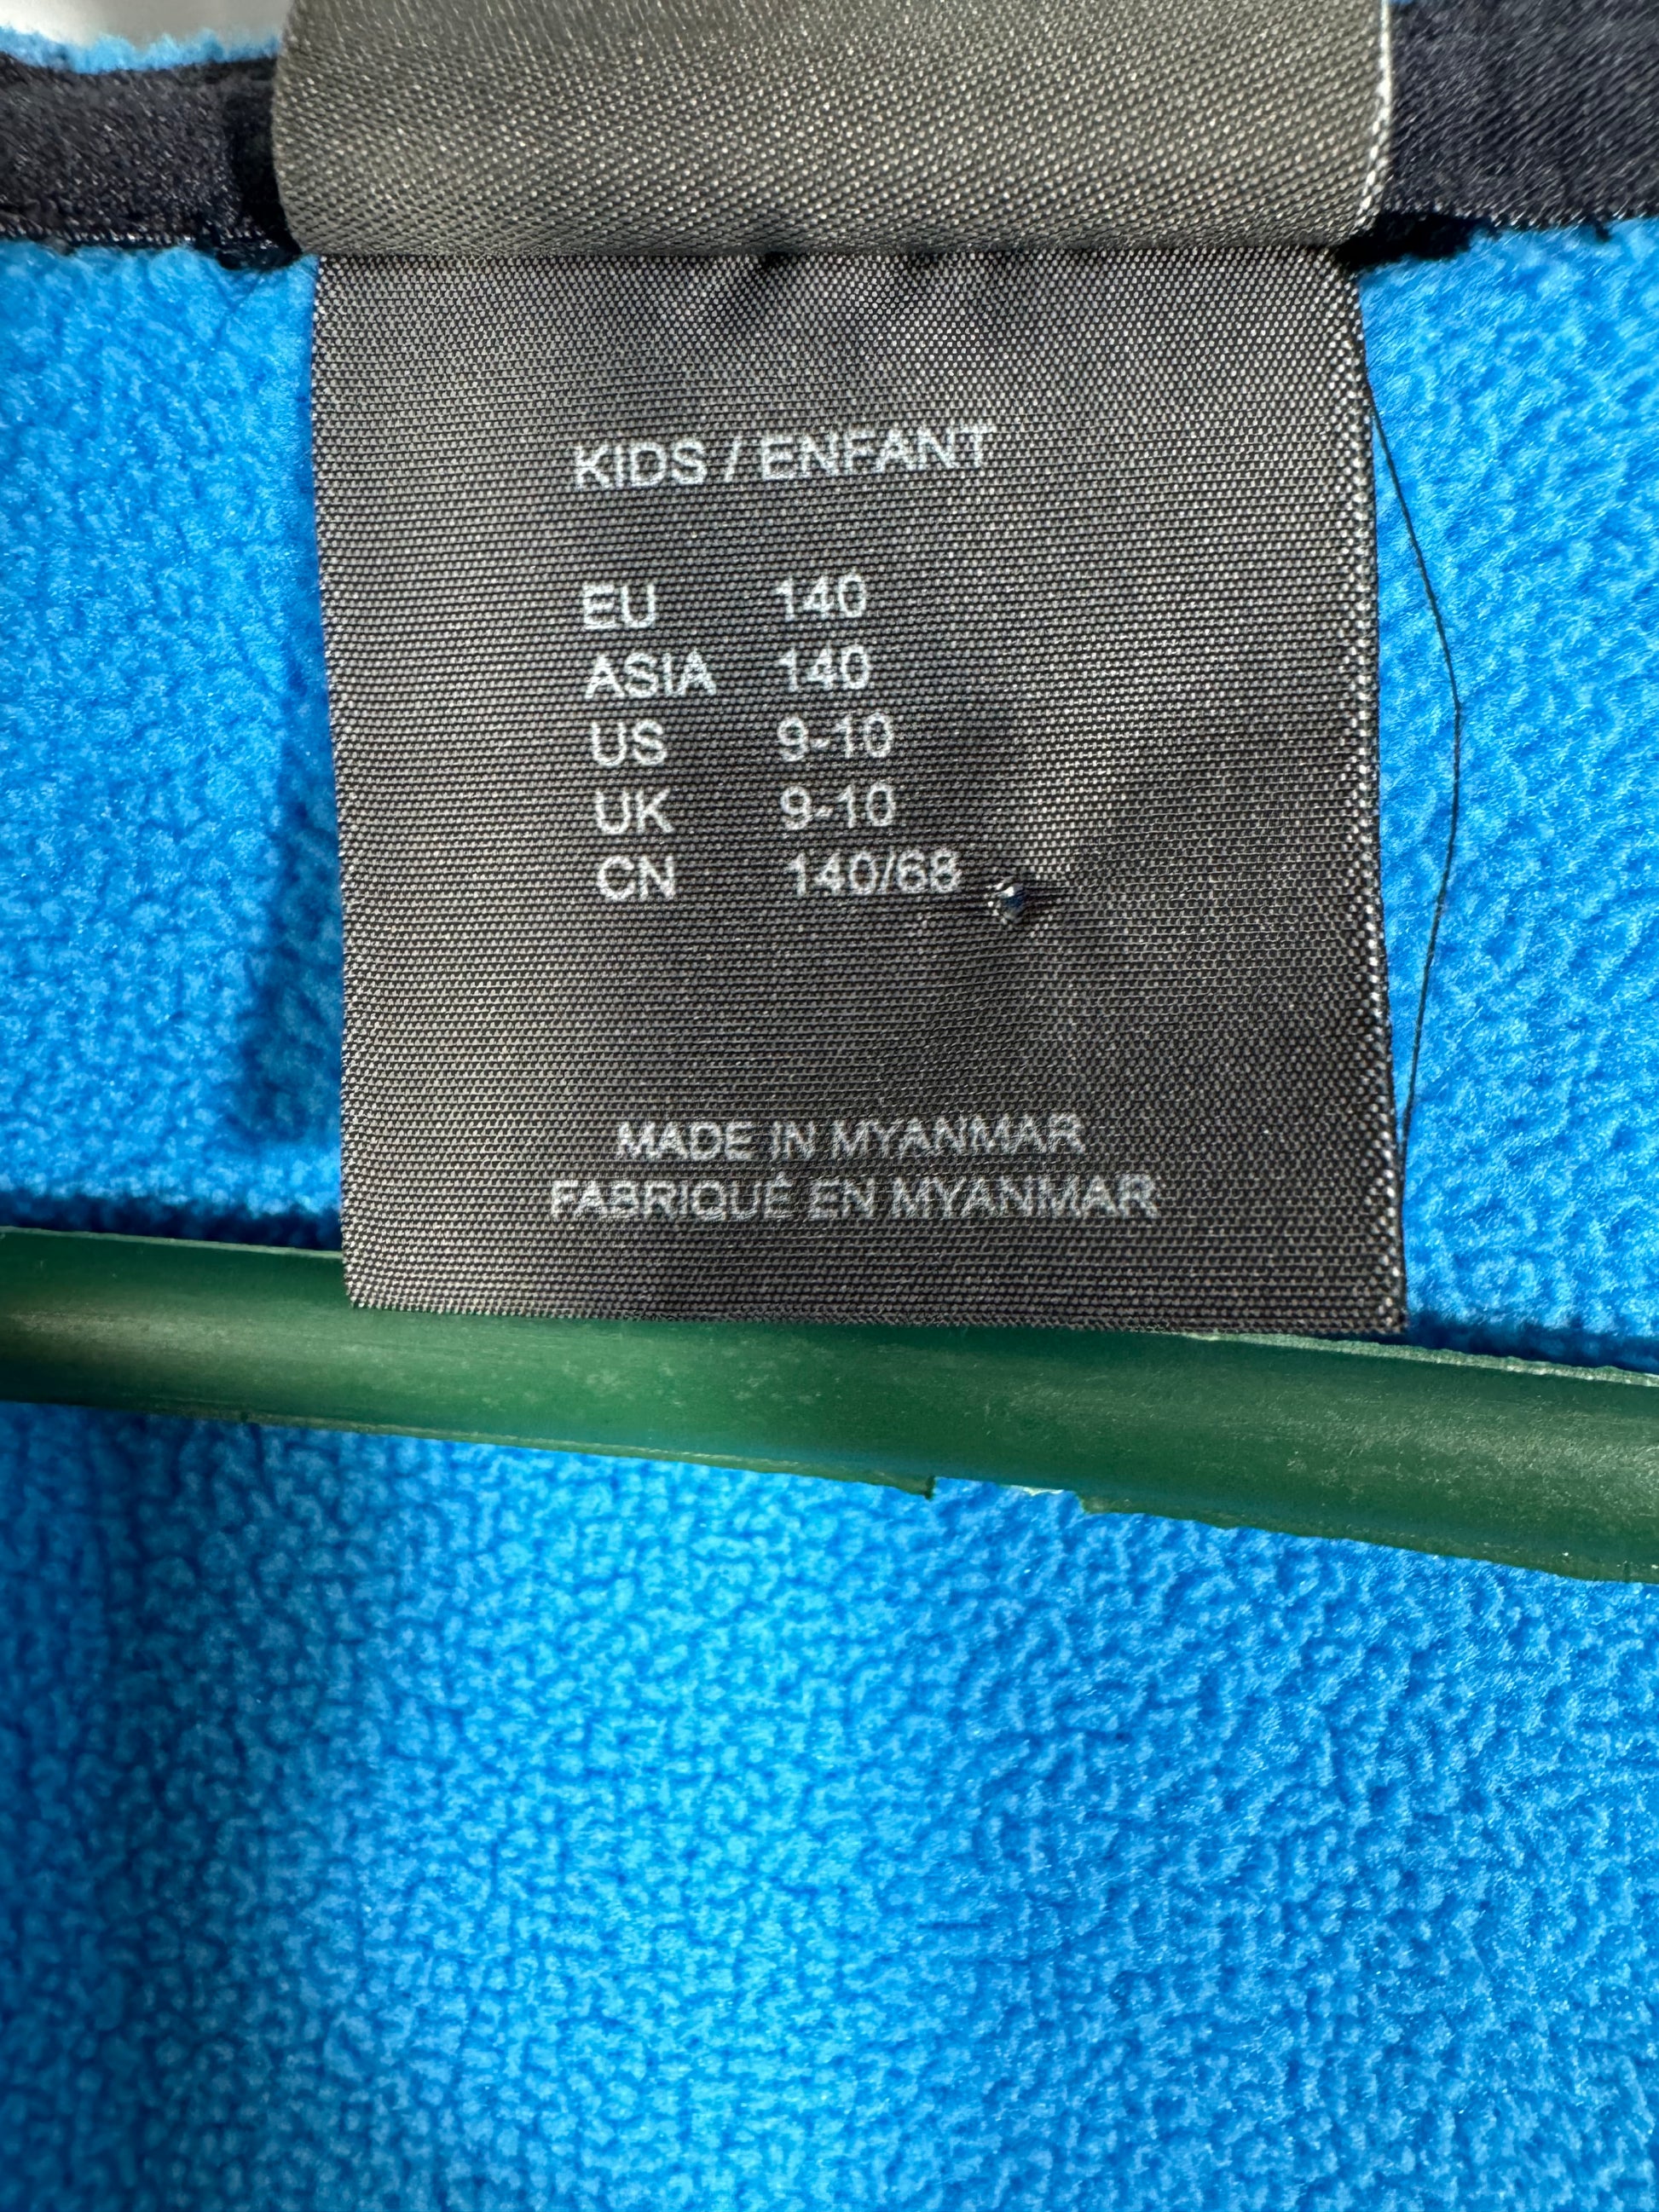 KIDS / ENFANT
EU 140
ASIA 140
US 9-10
UK 9-10
CN 140/68
MADE IN MYANMAR
FABRIQUÉ EN MYANMAR